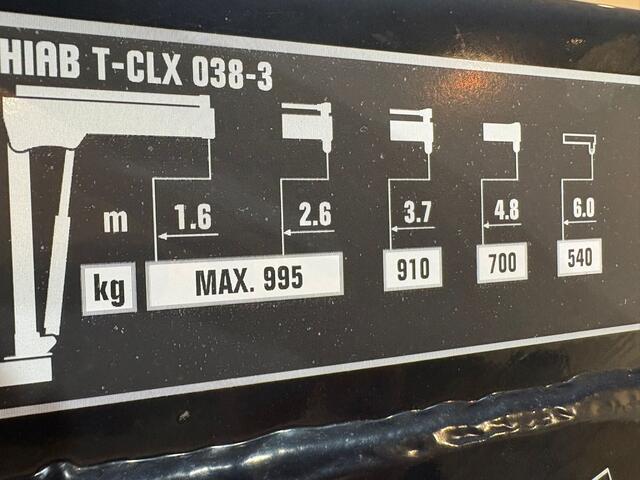 HIAB T-CLX 038-3
m 1.6 2.6 3.7 4.8 6.0
kg MAX. 995 910 700 540